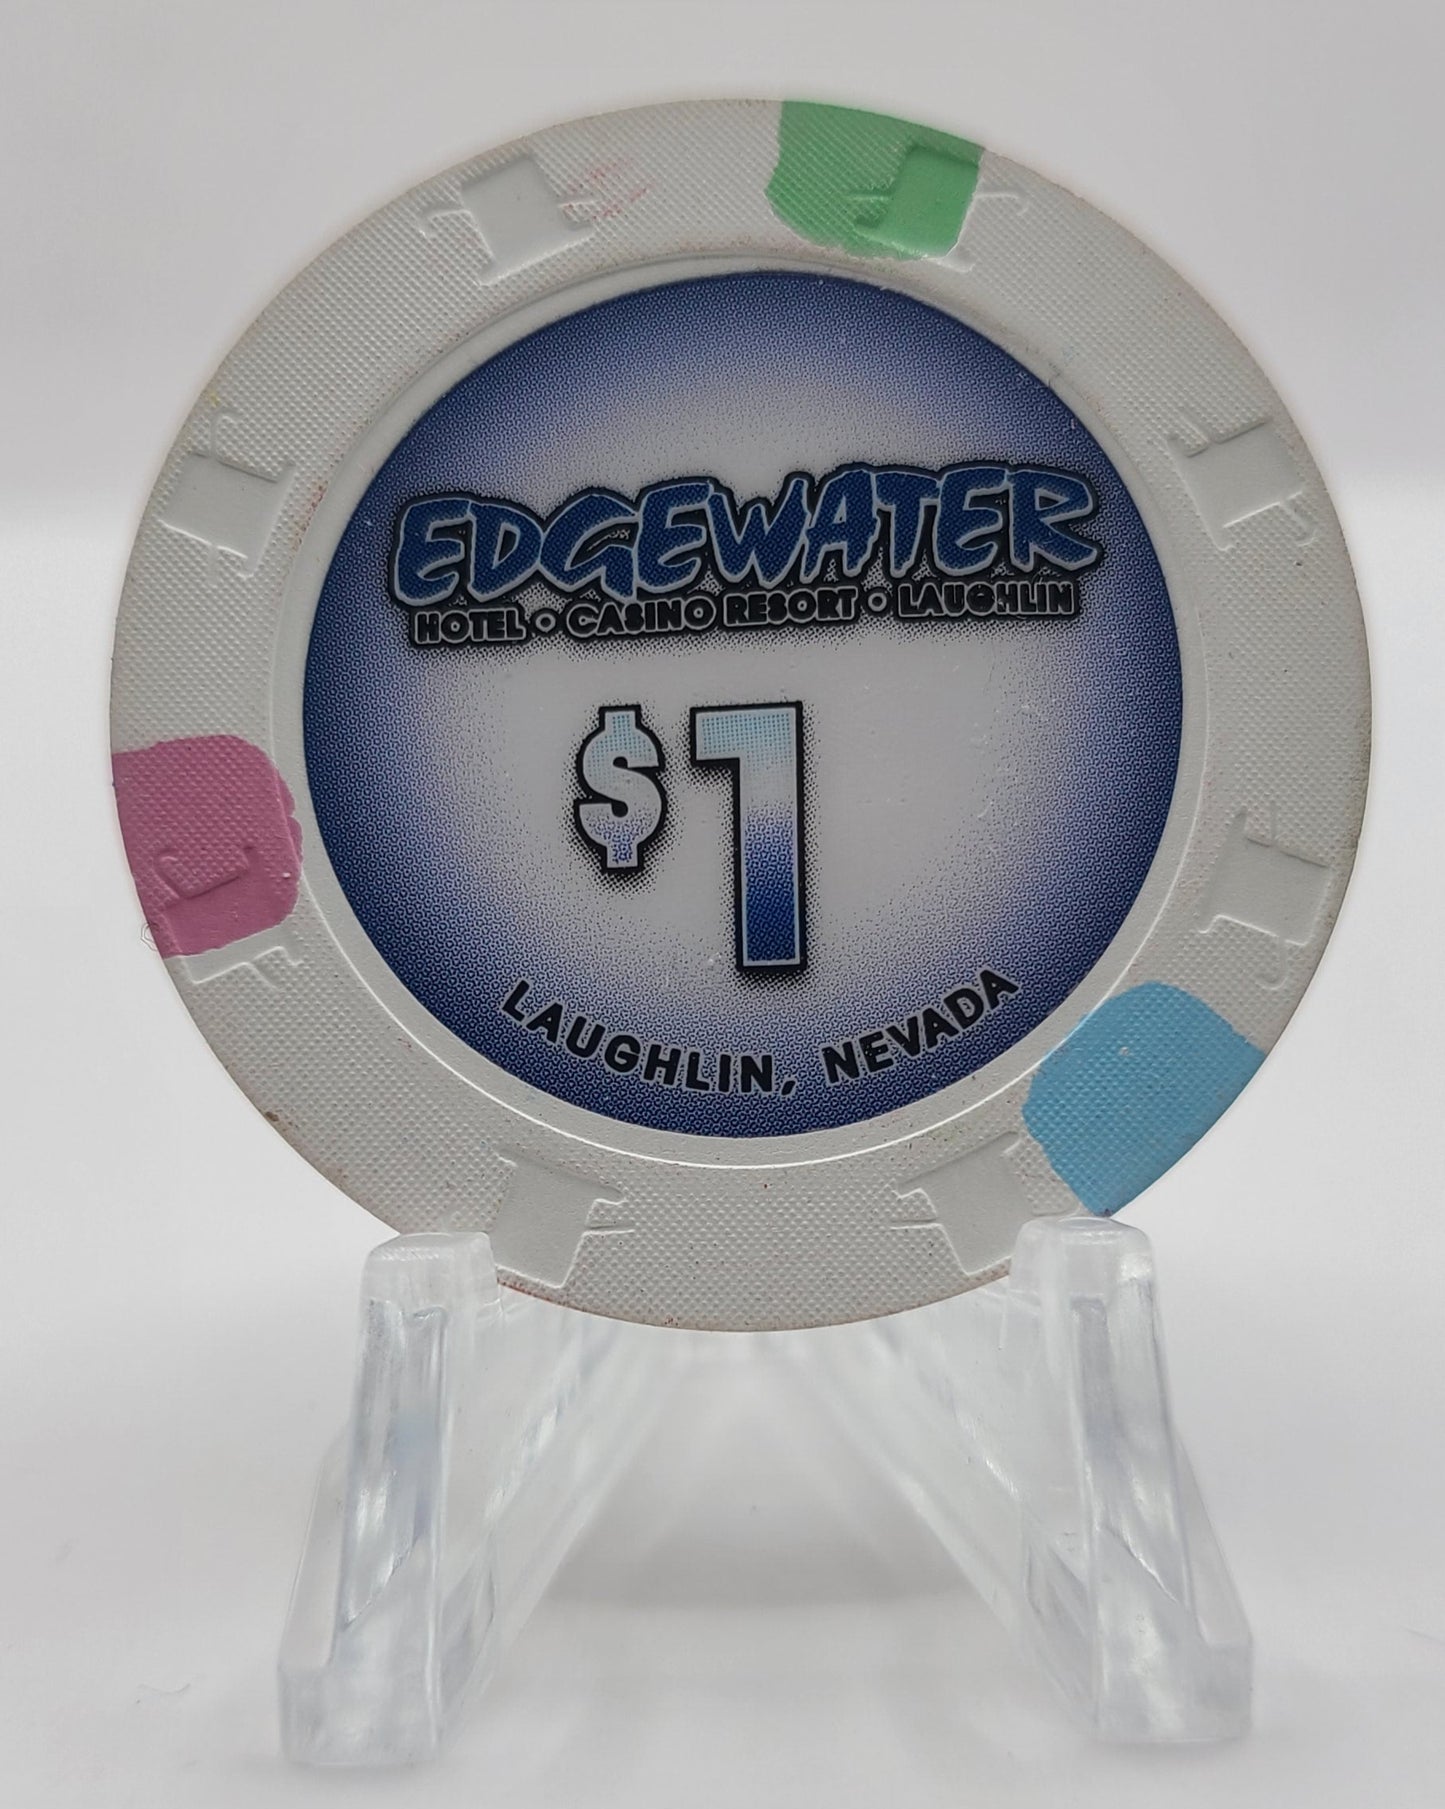 EDGEWATER
HOTEL • CASINO RESORT • LAUGHLIN
$1
LAUGHLIN, NEVADA